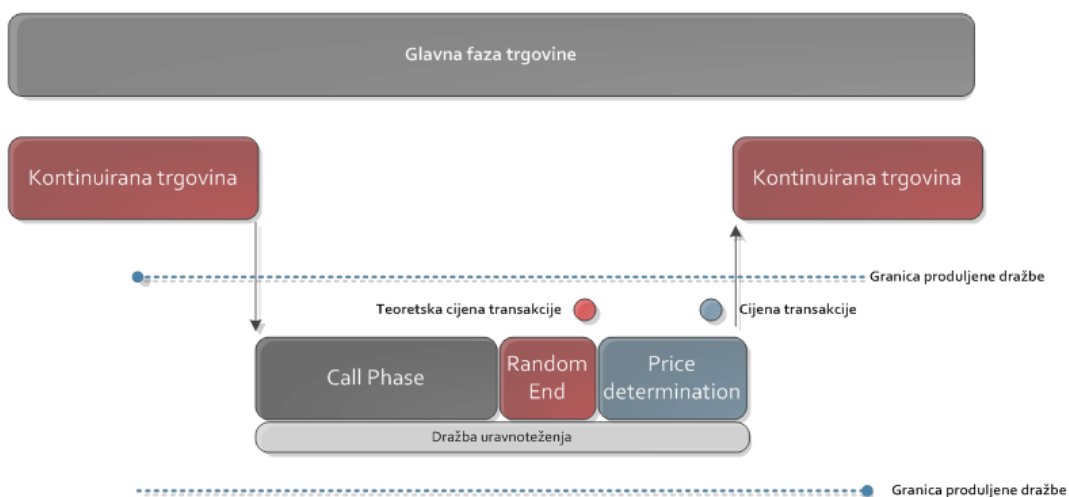 Glavna faza trgovine
Kontinuirana trgovina
Kontinuirana trgovina
Granica produljene dražbe
Teoretska cijena transakcije
Cijena transakcije
Call Phase
Random
End
Price
determination
Dražba uravnoteženja
Granica produljene dražbe